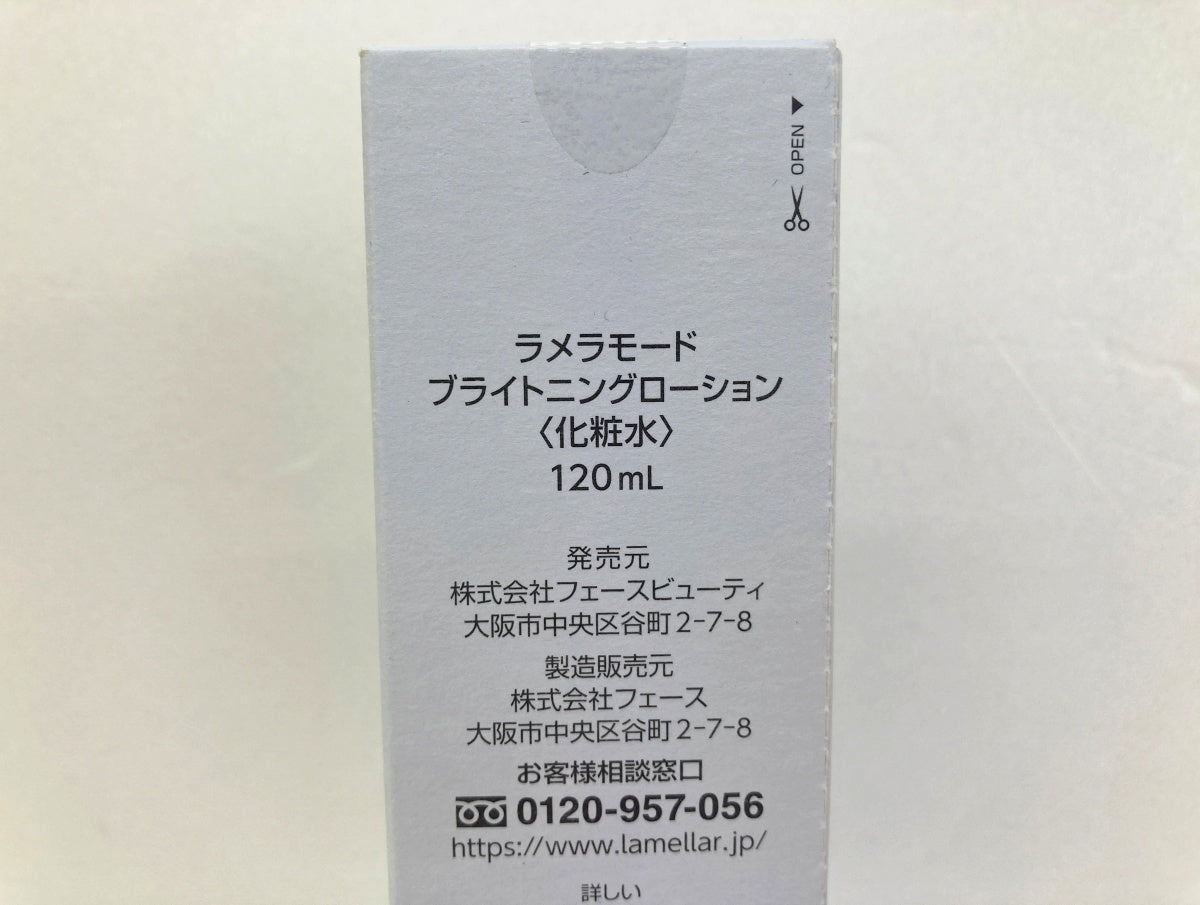 OPEN
ラメラモード
ブライトニングローション
〈化粧水〉
120mL
発売元
株式会社フェースビューティ
大阪市中央区谷町2-7-8
製造販売元
株式会社フェース
大阪市中央区谷町2-7-8
お客様相談窓口
0120-957-056
https://www.lamellar.jp/
詳しい